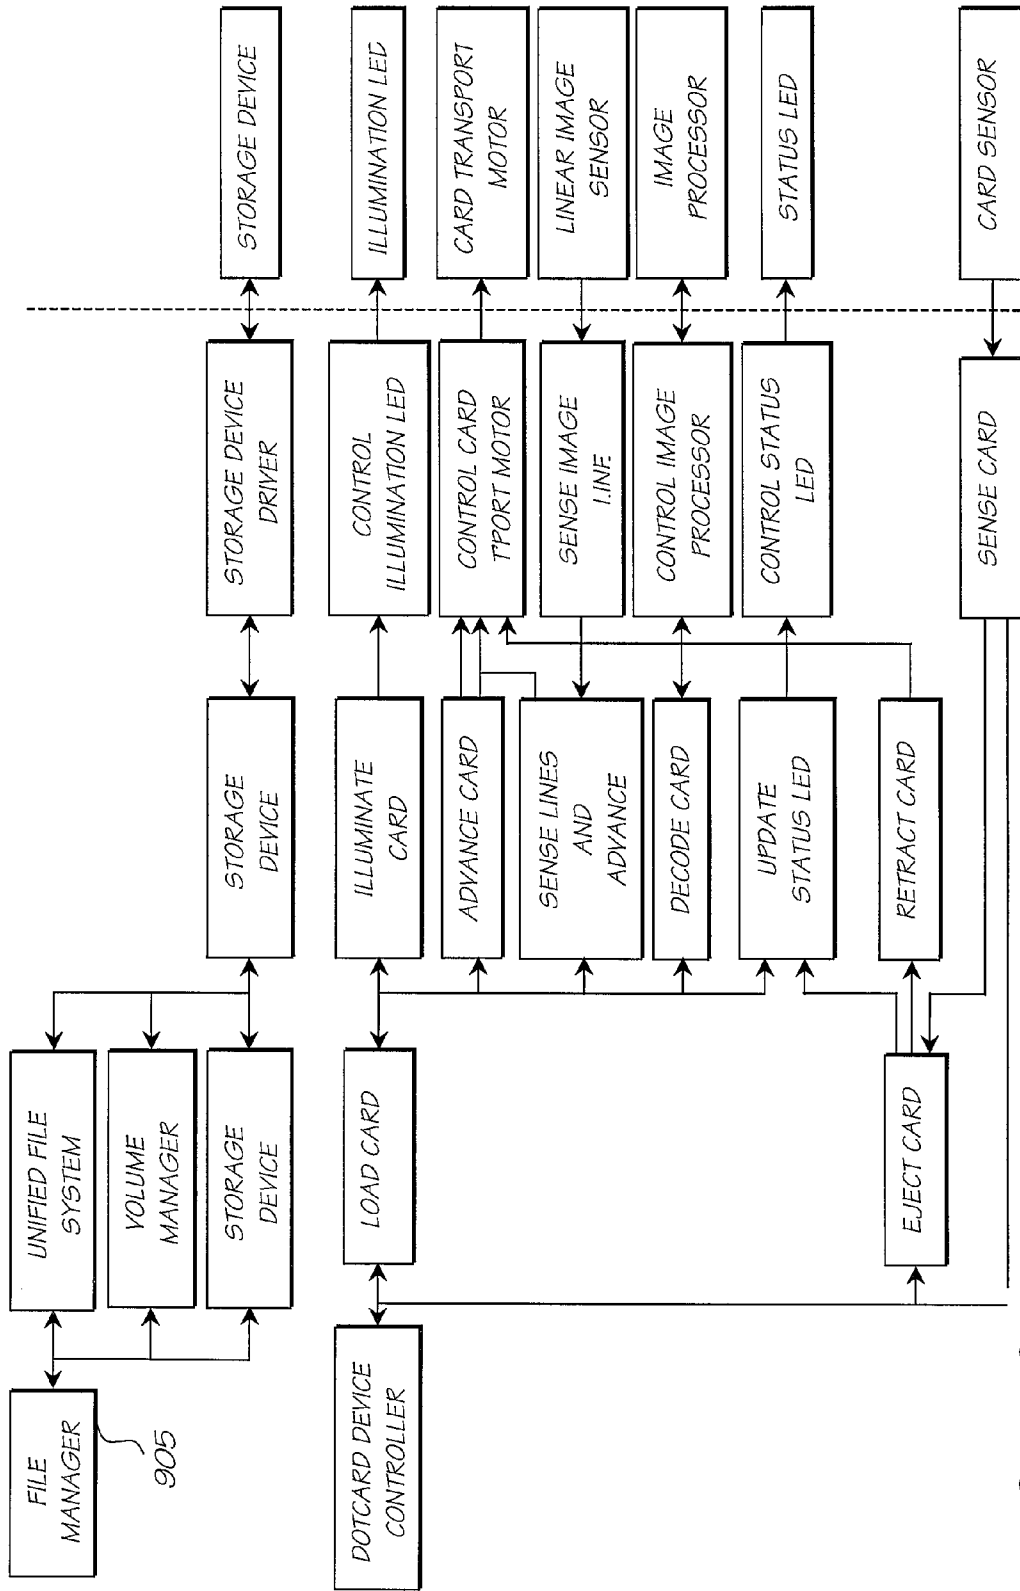 FILE
MANAGER
905
UNIFIED FILE
SYSTEM
VOLUME
MANAGER
STORAGE
DEVICE
STORAGE
DEVICE
STORAGE DEVICE
DRIVER
STORAGE DEVICE
DOTCARD DEVICE
CONTROLLER
LOAD CARD
ILLUMINATE
CARD
CONTROL
ILLUMINATION LED
ILLUMINATION LED
ADVANCE CARD
CONTROL CARD
T'PORT MOTOR
CARD TRANSPORT
MOTOR
SENSE LINES
AND
ADVANCE
SENSE IMAGE
LINE
LINEAR IMAGE
SENSOR
DECODE CARD
CONTROL IMAGE
PROCESSOR
IMAGE
PROCESSOR
UPDATE
STATUS LED
CONTROL STATUS
LED
STATUS LED
EJECT CARD
RETRACT CARD
SENSE CARD
CARD SENSOR